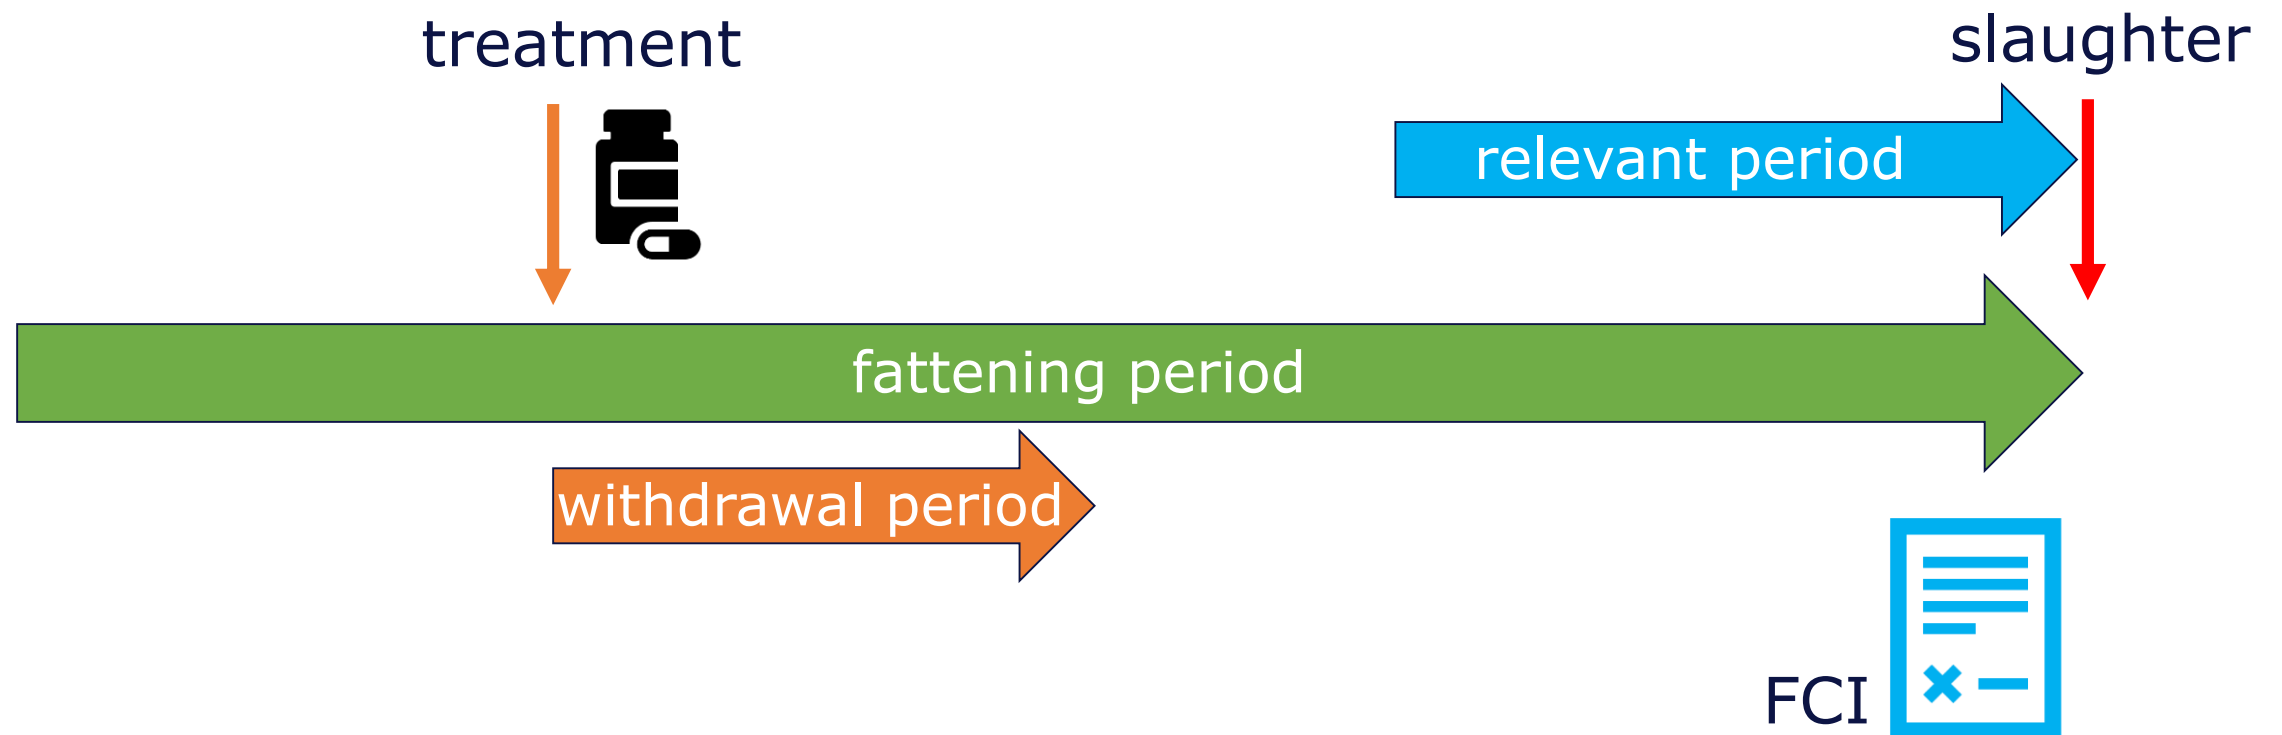 treatment
slaughter
relevant period
fattening period
withdrawal period
FCI